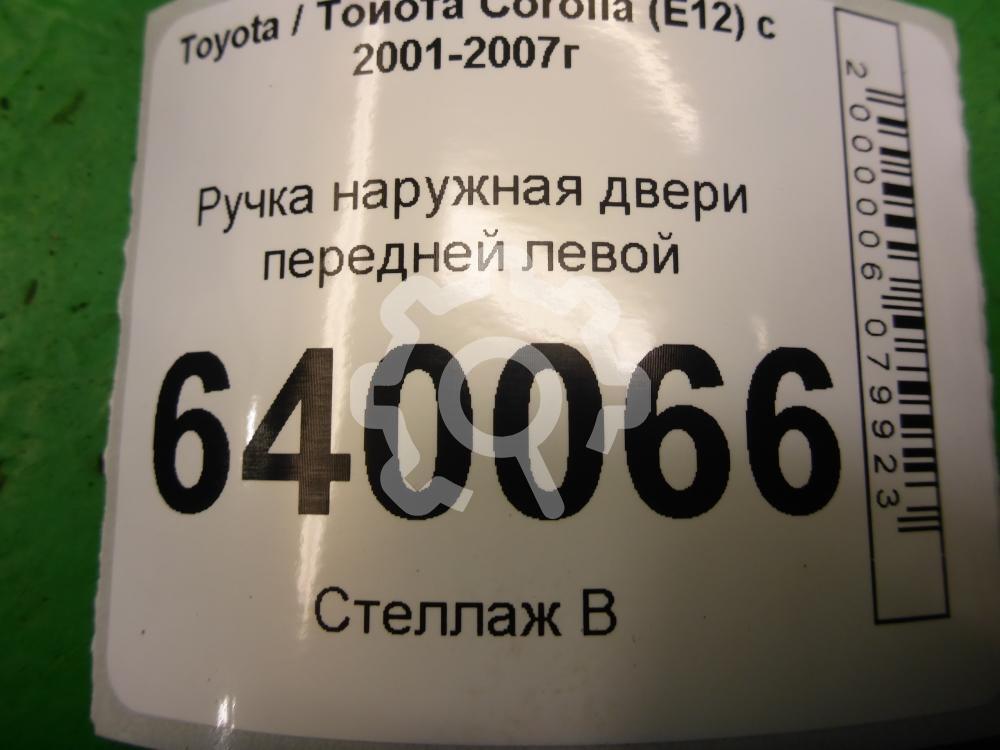 Toyota / Тойота Corolla (E12) с
2001-2007г
Ручка наружная двери
передней левой
640066
Стеллаж В
2000006079923